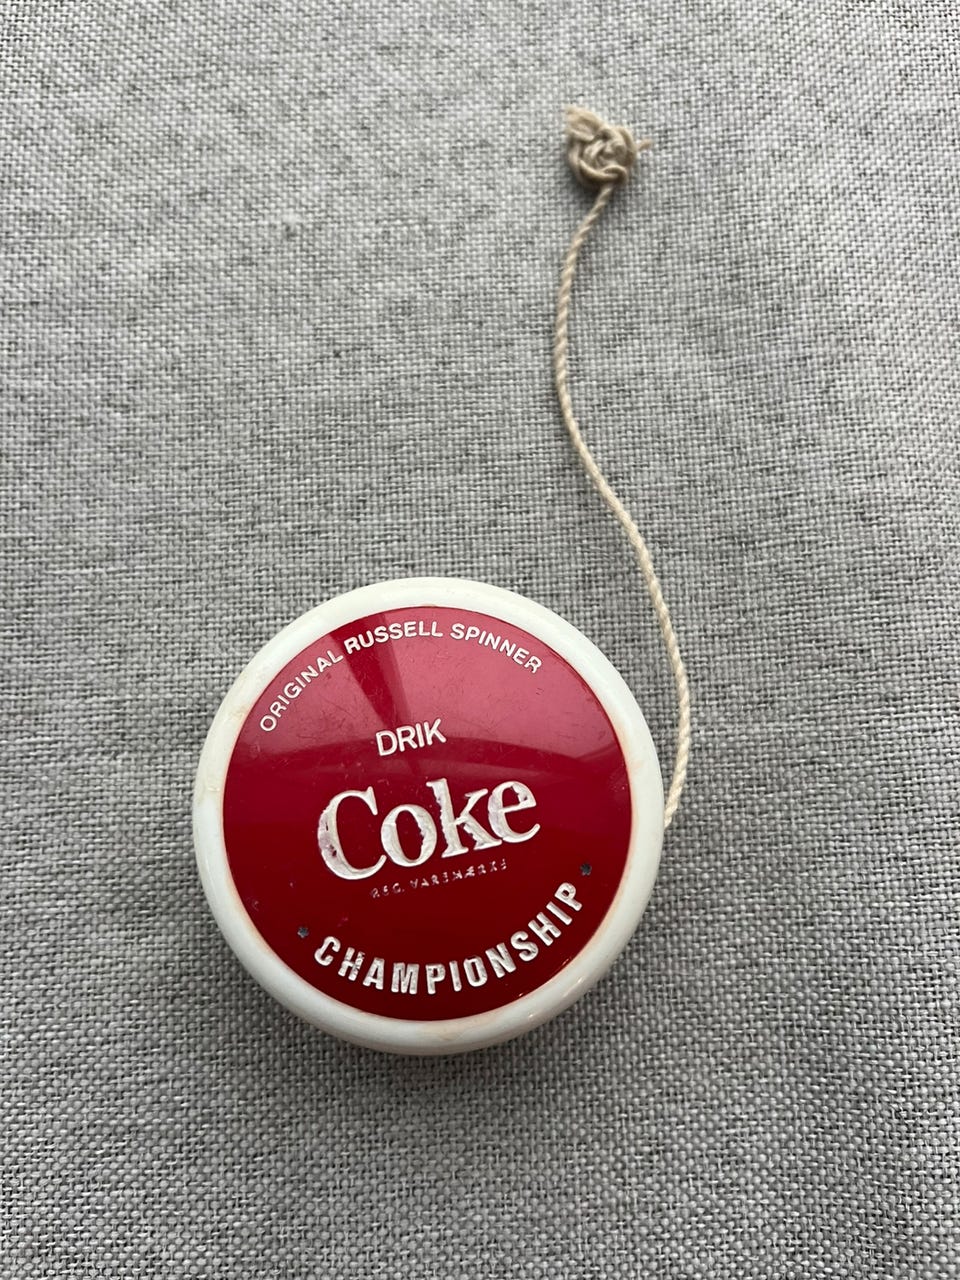 ORIGINAL RUSSELL SPINNER
DRIK
Coke
REG. VAREMÆRKE
CHAMPIONSHIP